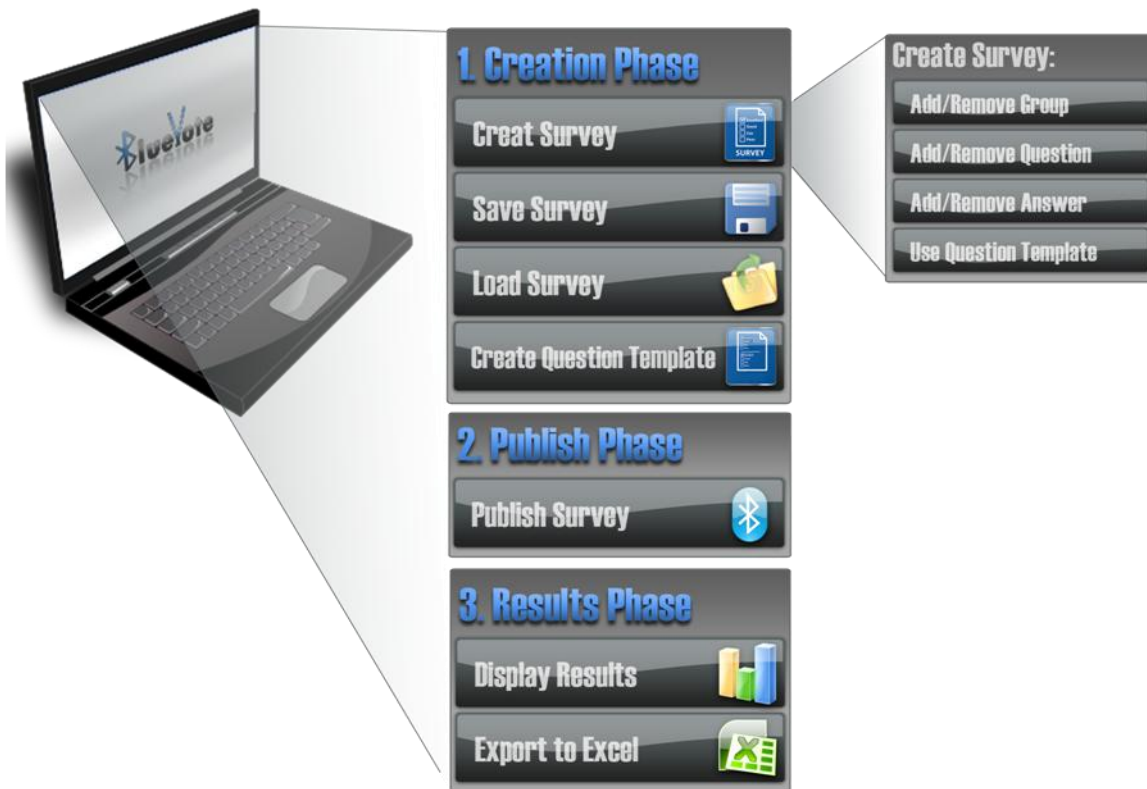 BlueVote
1. Creation Phase
Creat Survey
SURVEY
Save Survey
Load Survey
Create Question Template
2. Publish Phase
Publish Survey
3. Results Phase
Display Results
Export to Excel
Create Survey:
Add/Remove Group
Add/Remove Question
Add/Remove Answer
Use Question Template